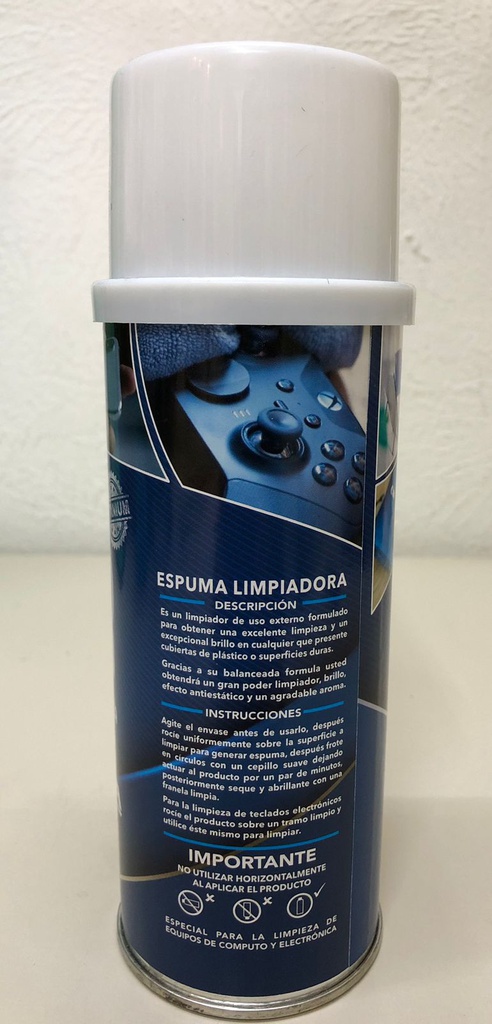 ESPUMA LIMPIADORA
DESCRIPCIÓN
Es un limpiador de uso externo formulado
para obtener una excelente limpieza y un
excepcional brillo en cualquier que presente
cubiertas de plástico o superficies duras.
Gracias a su balanceada formula usted
obtendrá un gran poder limpiador, brillo,
efecto antiestático y un agradable aroma.
INSTRUCCIONES
Agite el envase antes de usarlo, después
rocíe uniformemente sobre la superficie a
limpiar para generar espuma, después frote
en círculos con un cepillo suave dejando
actuar al producto por un par de minutos,
posteriormente seque y abrillante con una
franela limpia.
Para la limpieza de teclados electrónicos
rocíe el producto sobre un tramo limpio y
utilice éste mismo para limpiar.
IMPORTANTE
NO UTILIZAR HORIZONTALMENTE
AL APLICAR EL PRODUCTO
ESPECIAL PARA LA LIMPIEZA DE
EQUIPOS DE COMPUTO Y ELECTRÓNICA